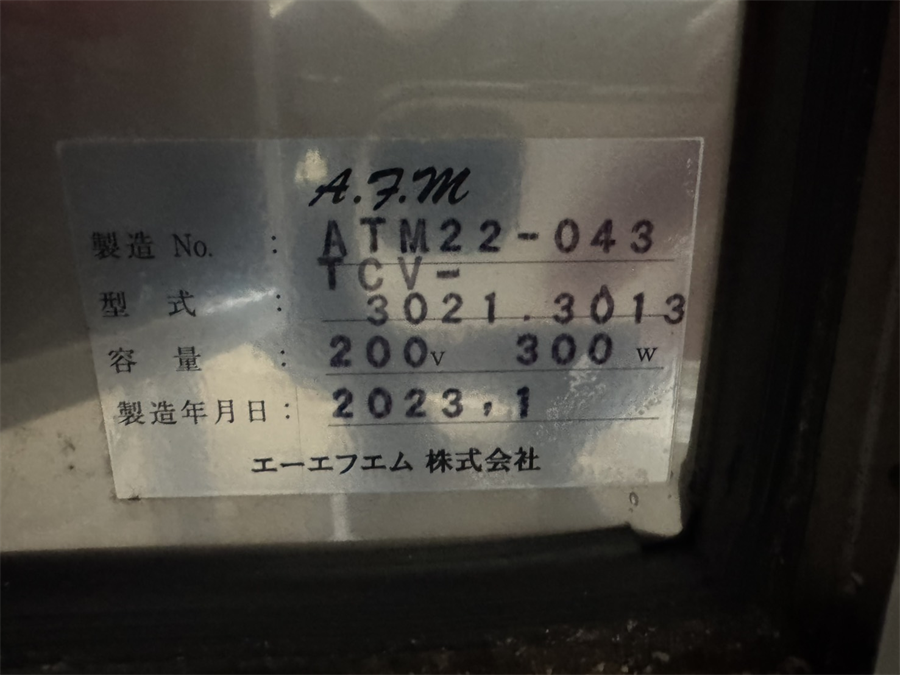 A.F.M
製造 No. : ATM22-043
型式 : TCV-
3021.3013
容量 : 200V 300W
製造年月日 : 2023,1
エーエフエム 株式会社